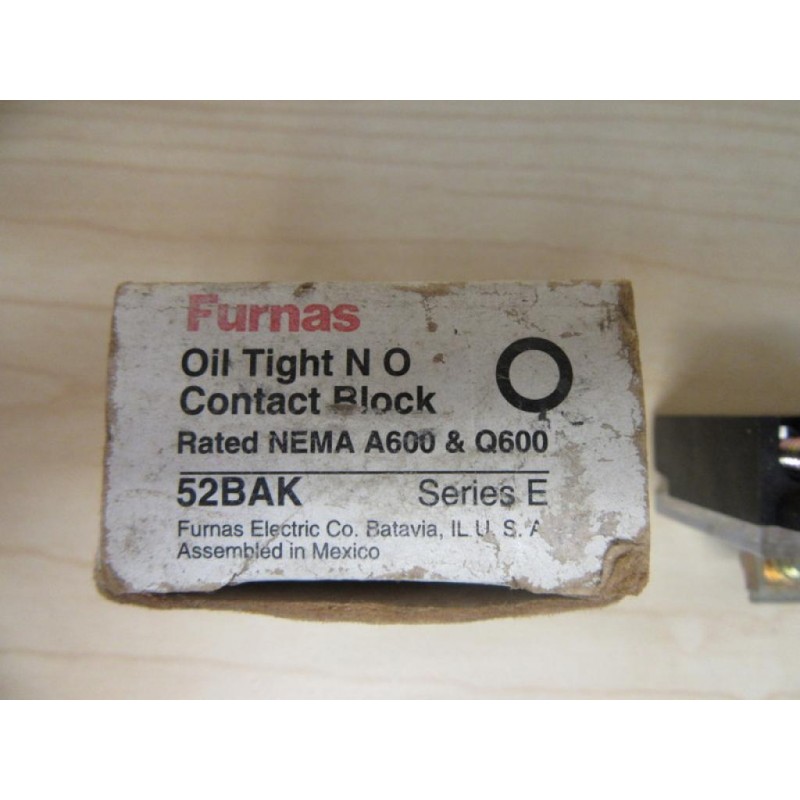 Furnas
Oil Tight N O
Contact Block
Rated NEMA A600 & Q600
52BAK Series E
Furnas Electric Co. Batavia, IL U. S. A
Assembled in Mexico